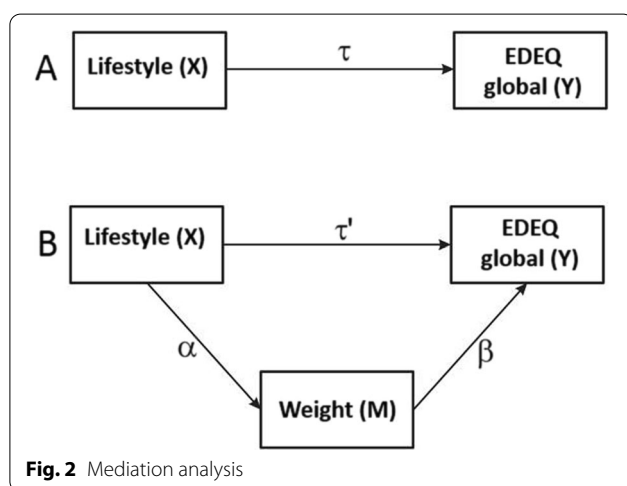 A
Lifestyle (X)
τ
EDEQ
global (Y)
B
Lifestyle (X)
τ'
EDEQ
global (Y)
α
β
Weight (M)
Fig. 2 Mediation analysis